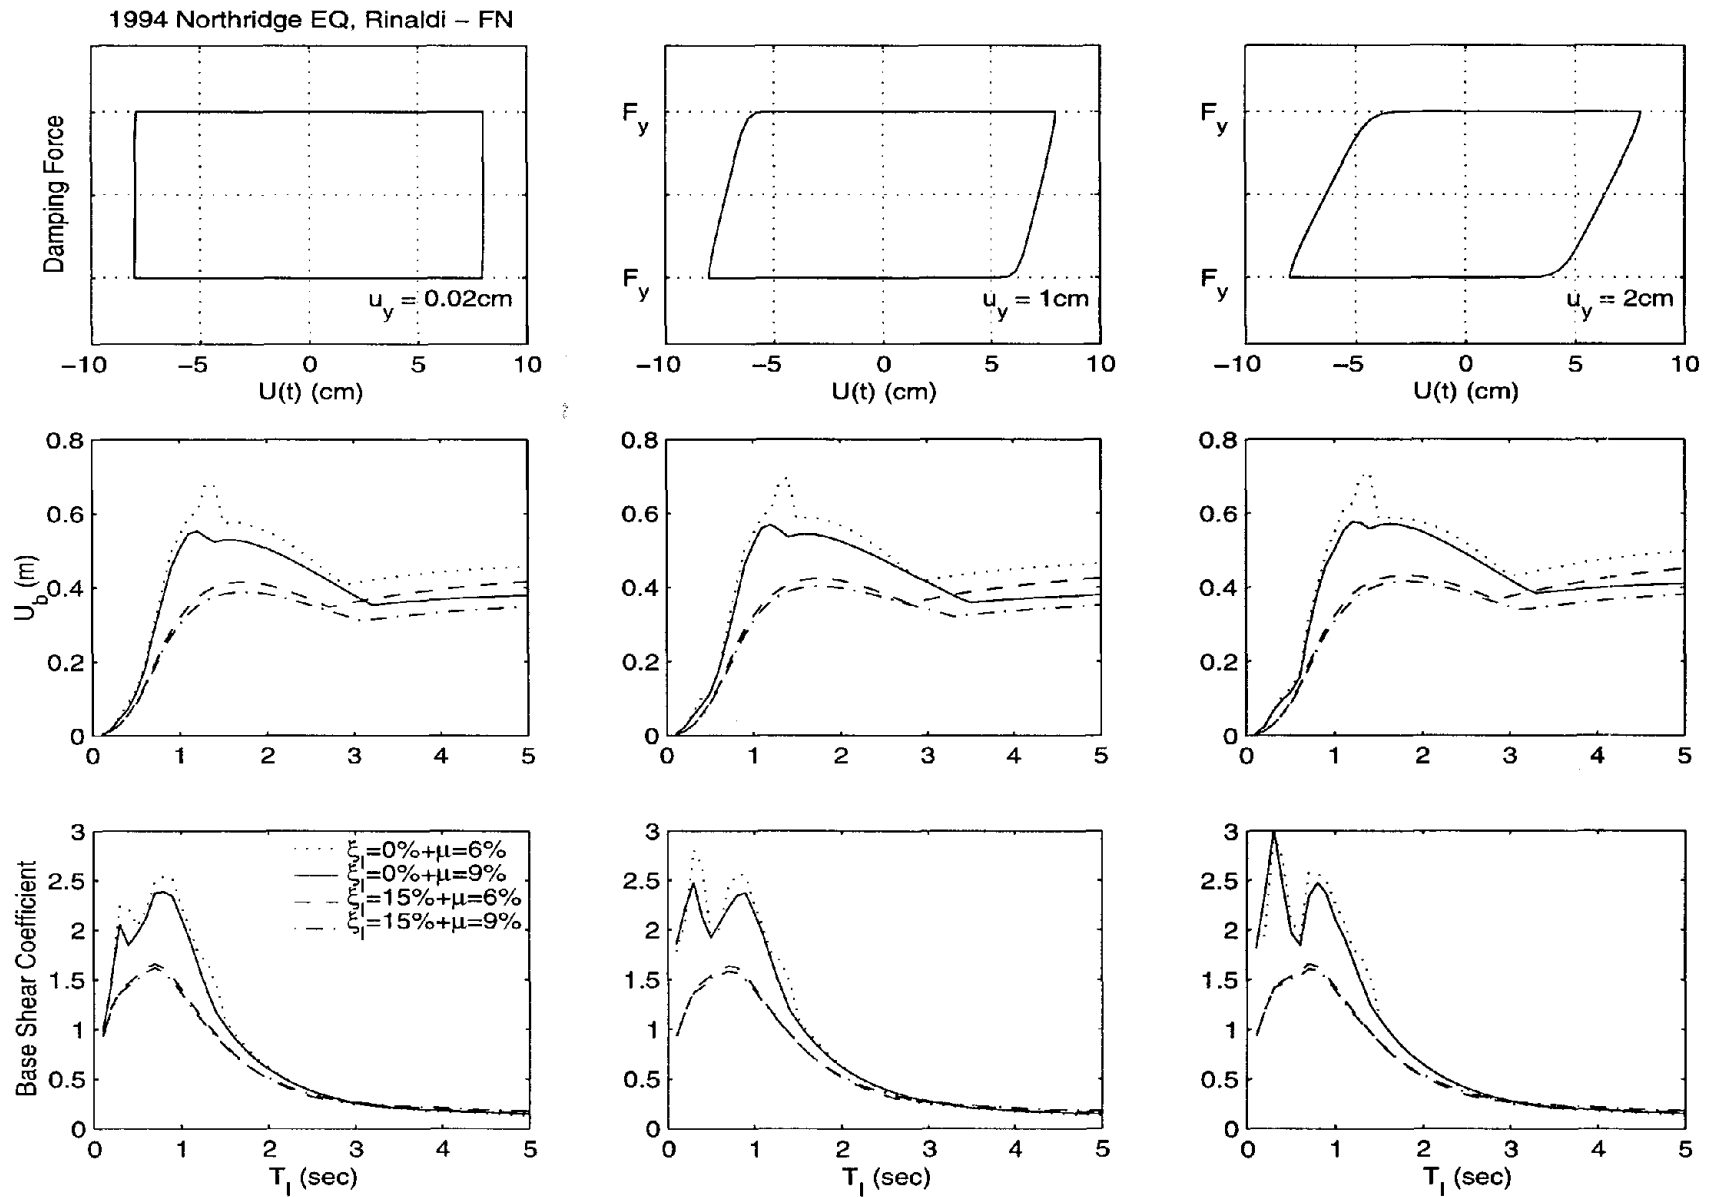 1994 Northridge EQ, Rinaldi – FN
Damping Force
u_y = 0.02cm
–10 –5 0 5 10
U(t) (cm)
F_y
F_y
u_y = 1cm
–10 –5 0 5 10
U(t) (cm)
F_y
F_y
u_y = 2cm
–10 –5 0 5 10
U(t) (cm)
U_b (m)
0.8
0.6
0.4
0.2
0
0 1 2 3 4 5
0.8
0.6
0.4
0.2
0
0 1 2 3 4 5
0.8
0.6
0.4
0.2
0
0 1 2 3 4 5
Base Shear Coefficient
3
2.5
2
1.5
1
0.5
0
ξ_I=0%+μ=6%
ξ_I=0%+μ=9%
ξ_I=15%+μ=6%
ξ_I=15%+μ=9%
0 1 2 3 4 5
T_I (sec)
3
2.5
2
1.5
1
0.5
0
0 1 2 3 4 5
T_I (sec)
3
2.5
2
1.5
1
0.5
0
0 1 2 3 4 5
T_I (sec)